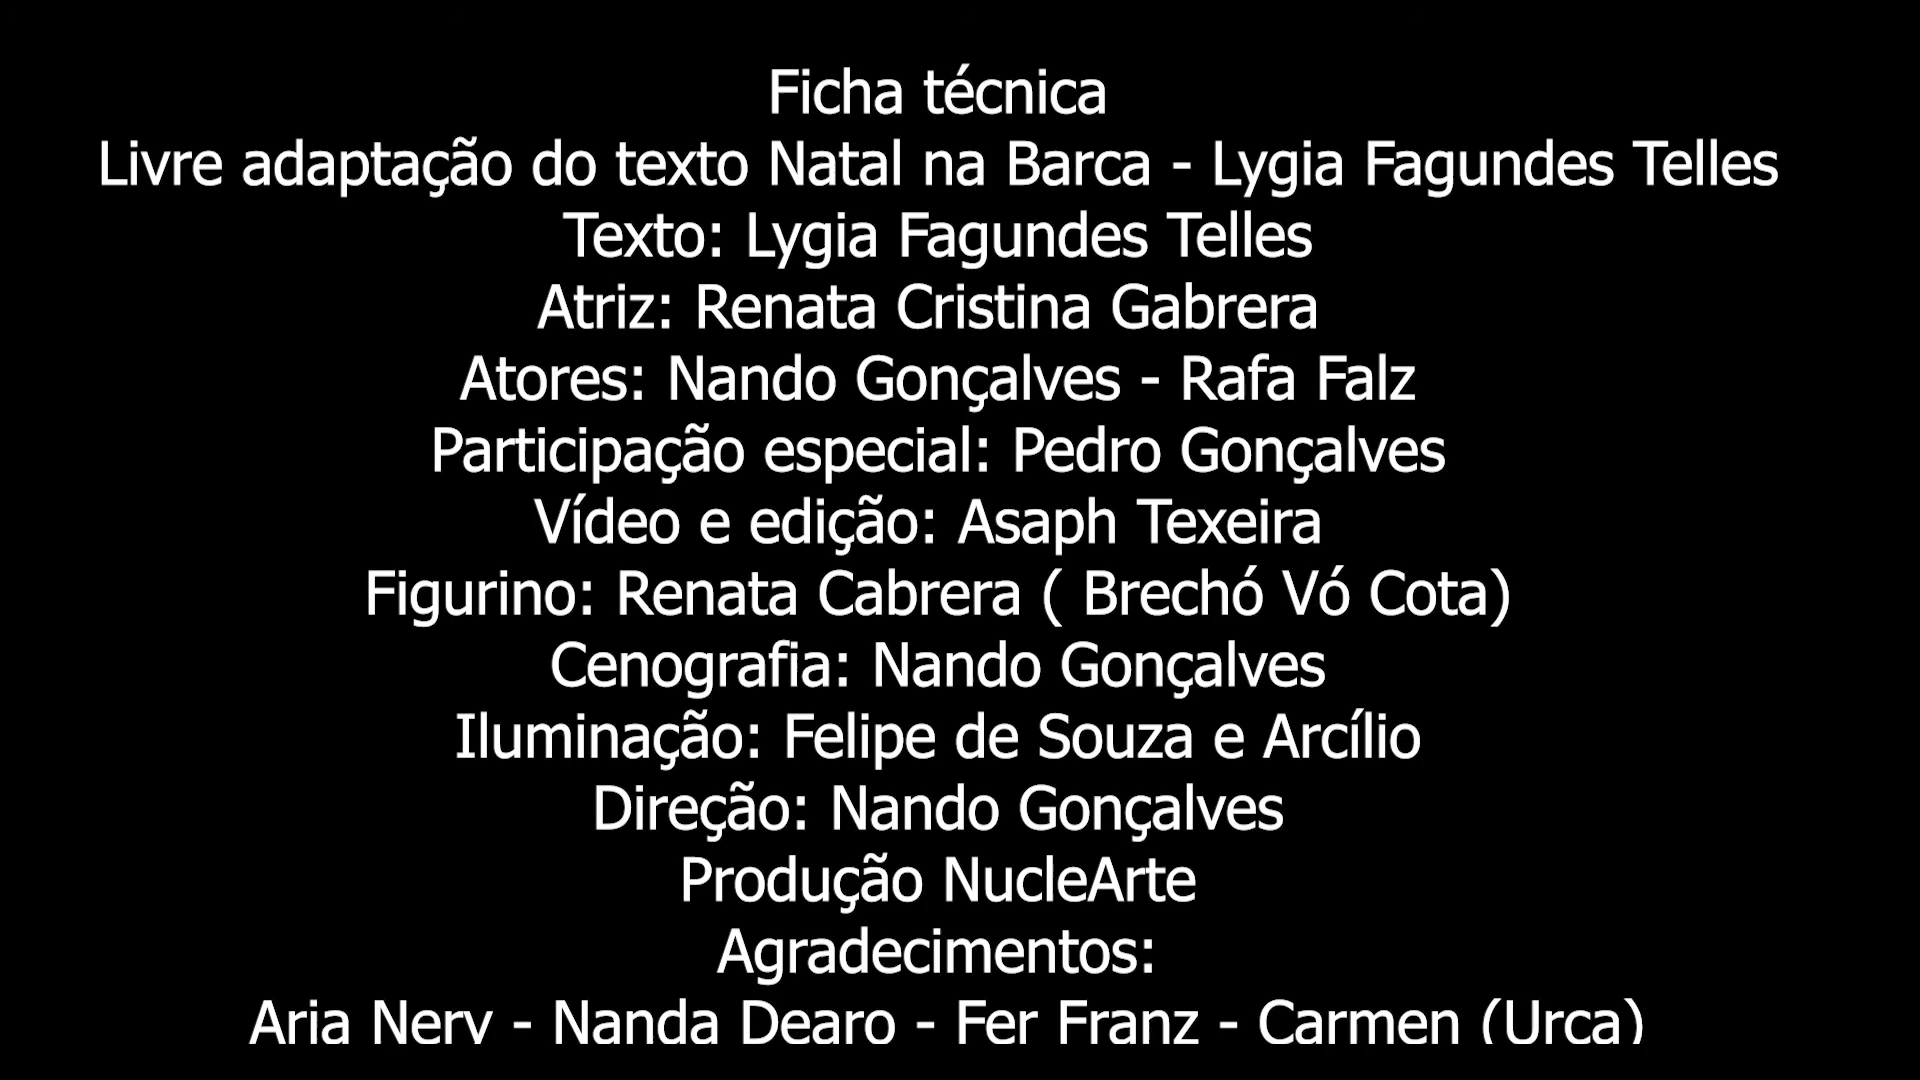 Ficha técnica
Livre adaptação do texto Natal na Barca - Lygia Fagundes Telles
Texto: Lygia Fagundes Telles
Atriz: Renata Cristina Gabrera
Atores: Nando Gonçalves - Rafa Falz
Participação especial: Pedro Gonçalves
Vídeo e edição: Asaph Texeira
Figurino: Renata Cabrera ( Brechó Vó Cota)
Cenografia: Nando Gonçalves
Iluminação: Felipe de Souza e Arcílio
Direção: Nando Gonçalves
Produção NucleArte
Agradecimentos:
Aria Nerv - Nanda Dearo - Fer Franz - Carmen (Urca)